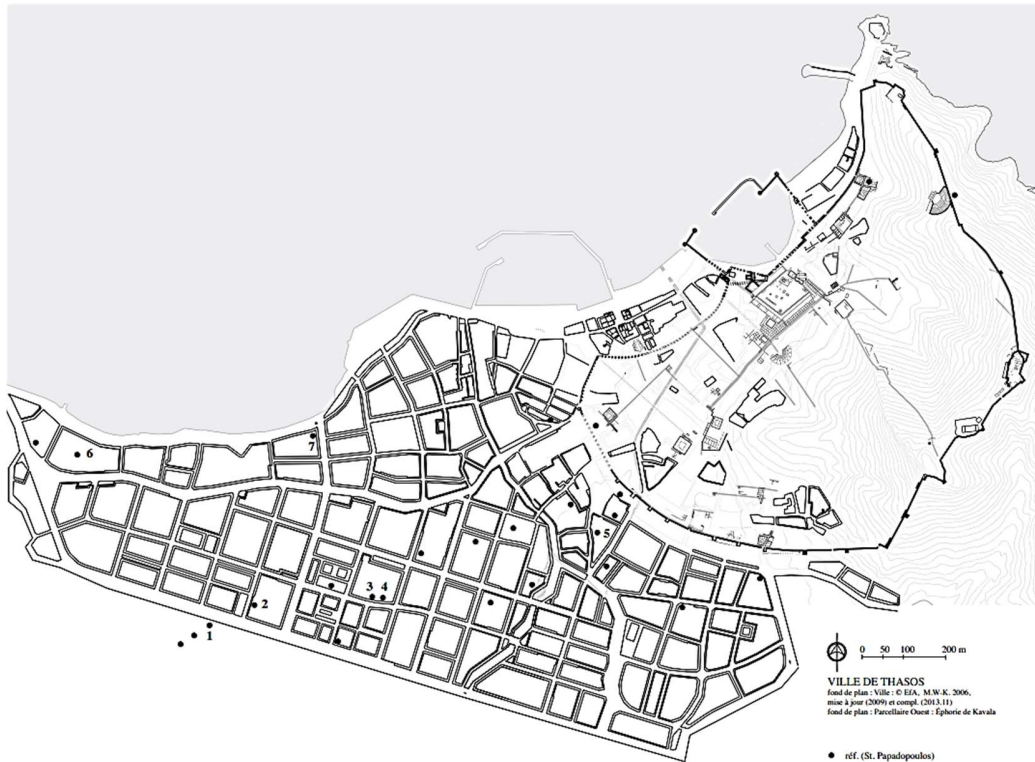 6
7
5
3 4
2
1
0 50 100 200 m
VILLE DE THASOS
fond de plan : Ville : © EfA, M.W-K. 2006,
mise à jour (2009) et compl. (2013.11)
fond de plan : Parcellaire Ouest : Éphorie de Kavala
réf. (St. Papadopoulos)